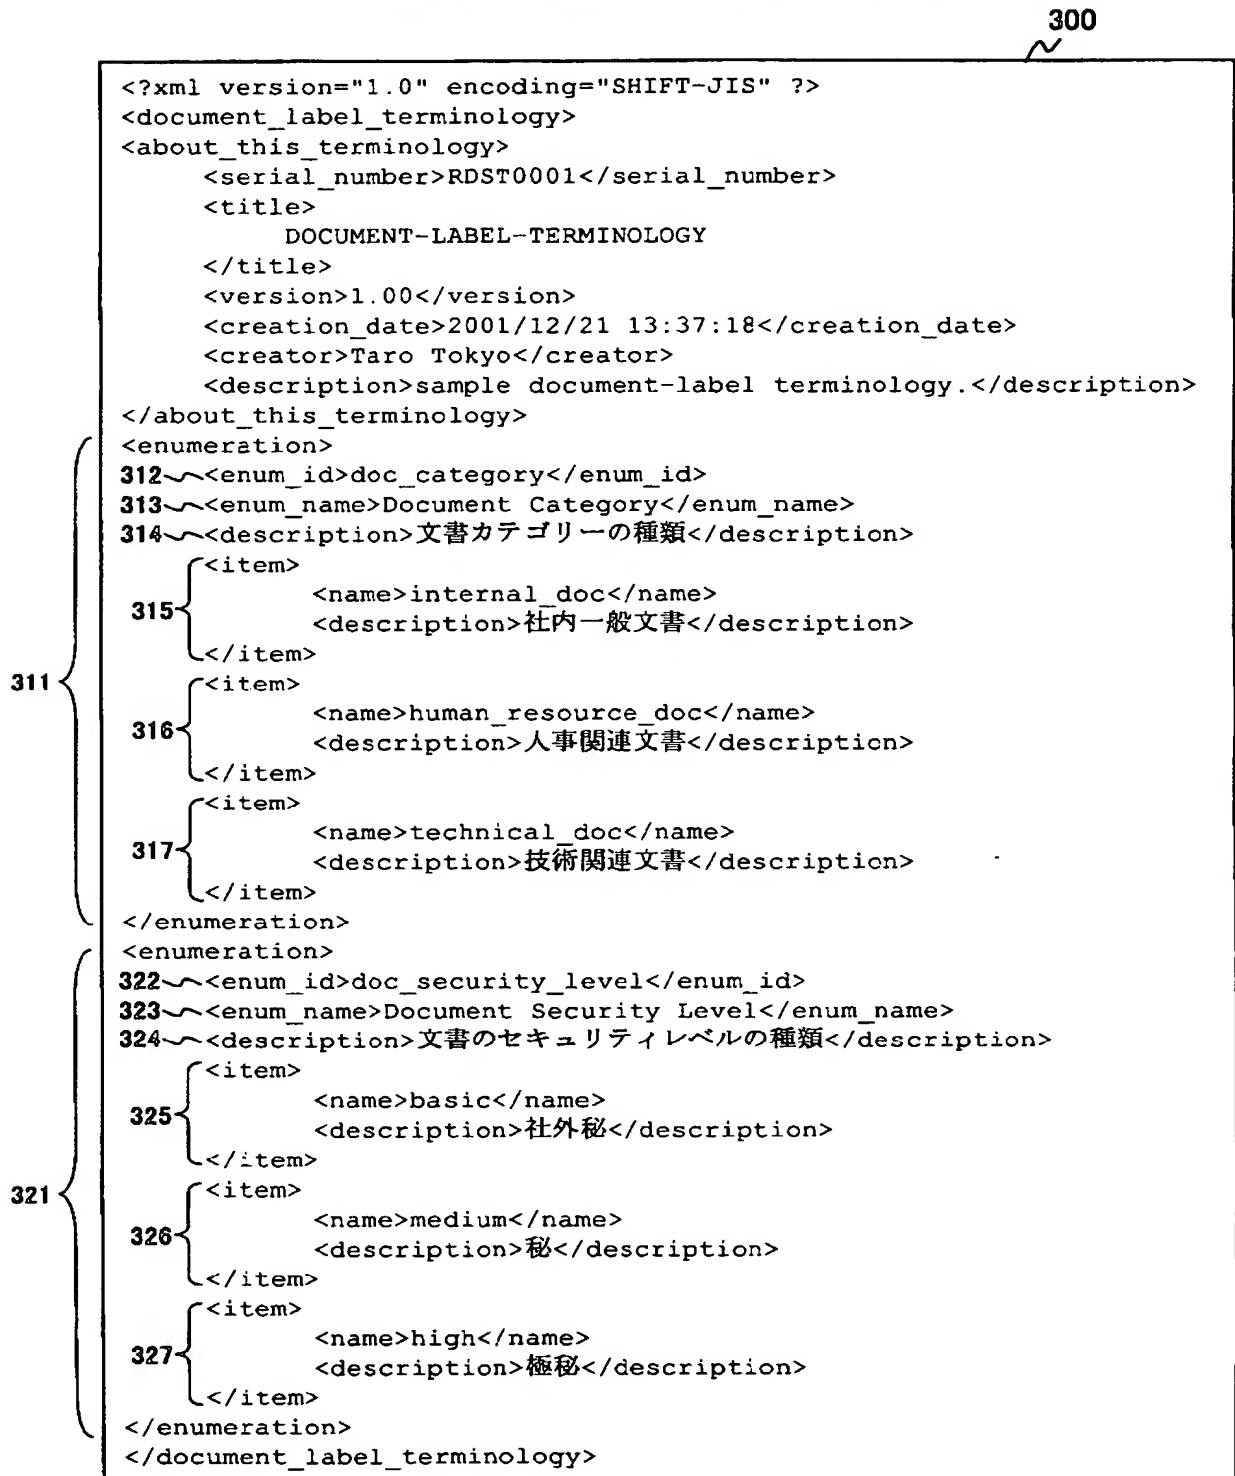 300
<?xml version="1.0" encoding="SHIFT-JIS" ?>
<document_label_terminology>
<about_this_terminology>
<serial_number>RDST0001</serial_number>
<title>
DOCUMENT-LABEL-TERMINOLOGY
</title>
<version>1.00</version>
<creation_date>2001/12/21 13:37:18</creation_date>
<creator>Taro Tokyo</creator>
<description>sample document-label terminology.</description>
</about_this_terminology>
<enumeration>
312 <enum_id>doc_category</enum_id>
313 <enum_name>Document Category</enum_name>
314 <description>文書カテゴリーの種類</description>
<item>
<name>internal_doc</name>
315 <description>社内一般文書</description>
</item>
311 <item>
<name>human_resource_doc</name>
316 <description>人事関連文書</description>
</item>
<item>
<name>technical_doc</name>
317 <description>技術関連文書</description>
</item>
</enumeration>
<enumeration>
322 <enum_id>doc_security_level</enum_id>
323 <enum_name>Document Security Level</enum_name>
324 <description>文書のセキュリティレベルの種類</description>
<item>
<name>basic</name>
325 <description>社外秘</description>
</item>
321 <item>
<name>medium</name>
326 <description>秘</description>
</item>
<item>
<name>high</name>
327 <description>極秘</description>
</item>
</enumeration>
</document_label_terminology>